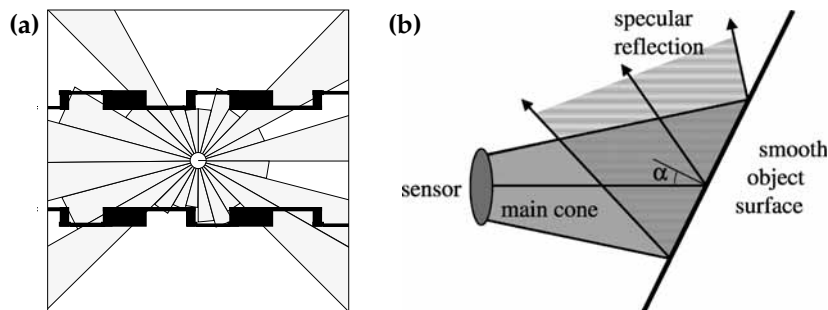 (a)
(b)
specular
reflection
α
smooth
object
surface
sensor
main cone